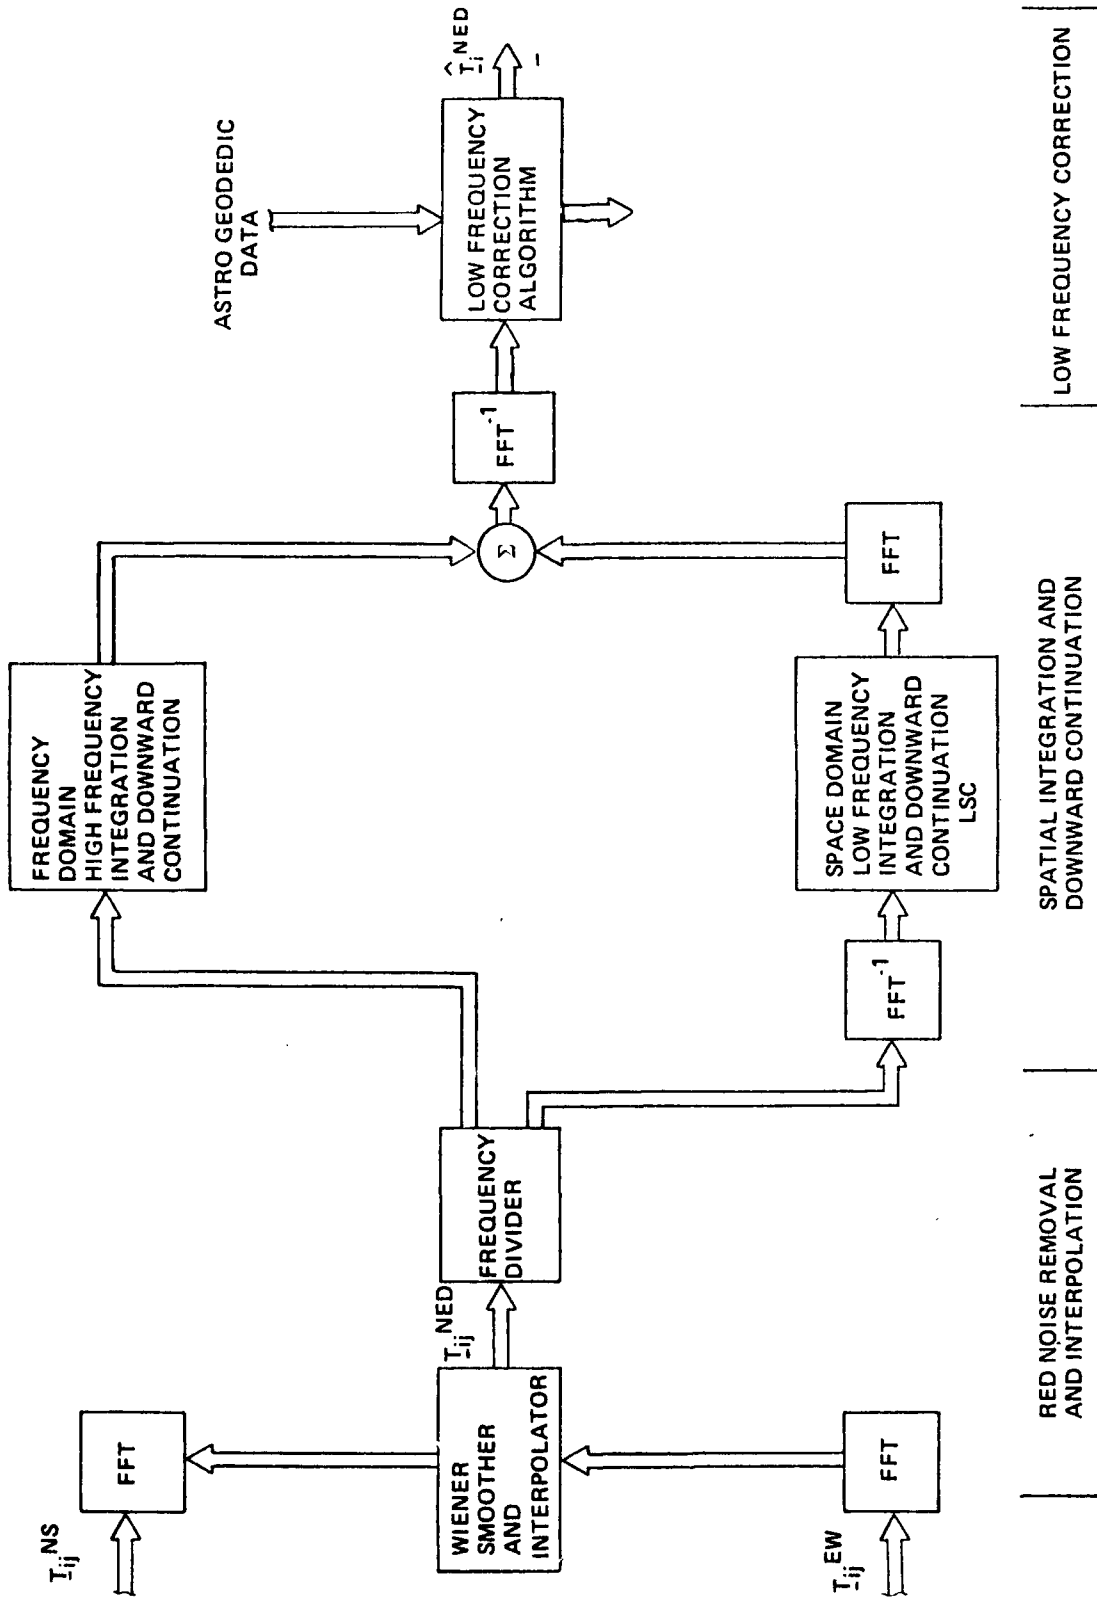 T_ij^NS
FFT
WIENER
SMOOTHER
AND
INTERPOLATOR
T_ij^EW
FFT
T_ij^NED
FREQUENCY
DIVIDER
FREQUENCY
DOMAIN
HIGH FREQUENCY
INTEGRATION
AND DOWNWARD
CONTINUATION
FFT^-1
SPACE DOMAIN
LOW FREQUENCY
INTEGRATION
AND DOWNWARD
CONTINUATION
LSC
FFT
Σ
FFT^-1
ASTRO GEODEDIC
DATA
LOW FREQUENCY
CORRECTION
ALGORITHM
T̂_i^NED
RED NOISE REMOVAL
AND INTERPOLATION
SPATIAL INTEGRATION AND
DOWNWARD CONTINUATION
LOW FREQUENCY CORRECTION